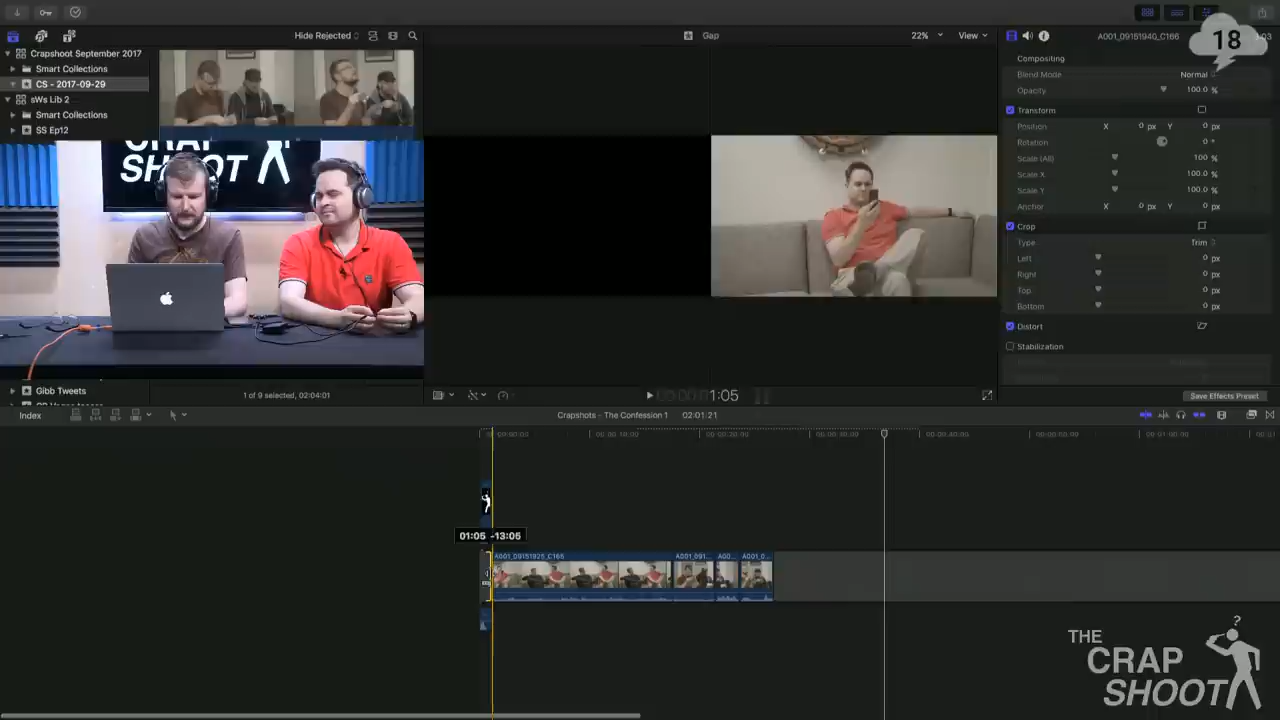 Hide Rejected
Gap
22%
View
A001_09151940_C166
18
Crapshoot September 2017
Smart Collections
CS - 2017-09-29
sWs Lib 2
Smart Collections
SS Ep12
CRAP
SHOOT
Gibb Tweets
1 of 9 selected, 02:04:01
Compositing
Blend Mode Normal
Opacity 100.0 %
Transform
Position X 0 px Y 0 px
Rotation 0 °
Scale (All) 100 %
Scale X 100.0 %
Scale Y 100.0 %
Anchor X 0 px Y 0 px
Crop
Type Trim
Left 0 px
Right 0 px
Top 0 px
Bottom 0 px
Distort
Stabilization
1:05
Save Effects Preset
Index
Crapshots - The Confession 1 02:01:21
01:05 -13:05
A001_09151925_C165
A001_091...
A00...
A001_0...
THE
CRAP
SHOOT
?